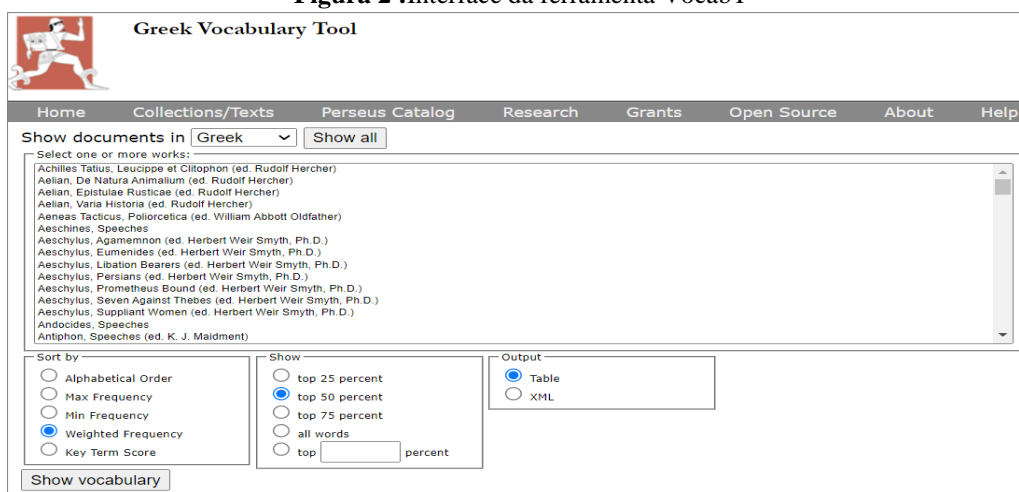 Figura 2 .Interface da ferramenta VocabT
Greek Vocabulary Tool
Home Collections/Texts Perseus Catalog Research Grants Open Source About Help
Show documents in Greek Show all
Select one or more works:
Achilles Tatius, Leucippe et Clitophon (ed. Rudolf Hercher)
Aelian, De Natura Animalium (ed. Rudolf Hercher)
Aelian, Epistulae Rusticae (ed. Rudolf Hercher)
Aelian, Varia Historia (ed. Rudolf Hercher)
Aeneas Tacticus, Poliorcetica (ed. William Abbott Oldfather)
Aeschines, Speeches
Aeschylus, Agamemnon (ed. Herbert Weir Smyth, Ph.D.)
Aeschylus, Eumenides (ed. Herbert Weir Smyth, Ph.D.)
Aeschylus, Libation Bearers (ed. Herbert Weir Smyth, Ph.D.)
Aeschylus, Persians (ed. Herbert Weir Smyth, Ph.D.)
Aeschylus, Prometheus Bound (ed. Herbert Weir Smyth, Ph.D.)
Aeschylus, Seven Against Thebes (ed. Herbert Weir Smyth, Ph.D.)
Aeschylus, Suppliant Women (ed. Herbert Weir Smyth, Ph.D.)
Andocides, Speeches
Antiphon, Speeches (ed. K. J. Maidment)
Sort by
Alphabetical Order
Max Frequency
Min Frequency
Weighted Frequency
Key Term Score
Show
top 25 percent
top 50 percent
top 75 percent
all words
top percent
Output
Table
XML
Show vocabulary